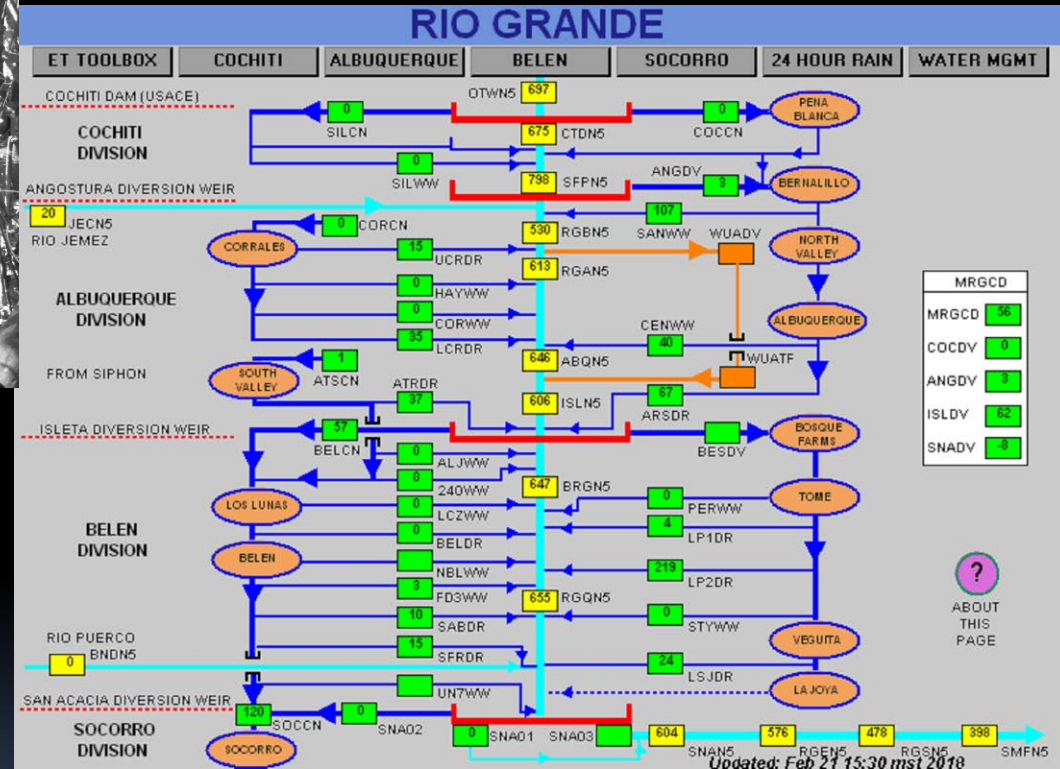 RIO GRANDE
ET TOOLBOX COCHITI ALBUQUERQUE BELEN SOCORRO 24 HOUR RAIN WATER MGMT
COCHITI DAM (USACE)
OTWN5 697
0
SILCN
0
COCCN
PENA
BLANCA
COCHITI
DIVISION
675 CTDN5
0
SILWW
ANGOSTURA DIVERSION WEIR
798 SFPN5
ANGDV
3
BERNALILLO
20
JECN5
RIO JEMEZ
0
CORCN
107
SANWW
WUADV
530
RGBN5
CORRALES
NORTH
VALLEY
15
UCRDR
613
RGAN5
0
HAYWW
ALBUQUERQUE
DIVISION
0
CORWW
35
LCRDR
CENWW
40
ALBUQUERQUE
646 ABQN5
WUATF
FROM SIPHON
1
ATSCN
SOUTH
VALLEY
ATRDR
37
606 ISLN5
67
ARSDR
ISLETA DIVERSION WEIR
57
BELCN
BESDV
BOSQUE
FARMS
0
ALJWW
0
240WW
647 BRGN5
LOS LUNAS
0
LCZWW
0
PERWW
TOME
BELEN
DIVISION
0
BELDR
4
LP1DR
BELEN
NBLWW
219
LP2DR
3
FD3WW
655 RGQN5
10
SABDR
0
STYWW
VEGUITA
RIO PUERCO
0
BNDN5
15
SFRDR
24
LSJDR
LA JOYA
UN7WW
SAN ACACIA DIVERSION WEIR
120
SOCCN
0
SNA02
SOCORRO
DIVISION
SOCORRO
0
SNA01
SNA03
604
SNAN5
576
RGEN5
478
RGSN5
398
SMFN5
MRGCD
MRGCD 56
COCDV 0
ANGDV 3
ISLDV 62
SNADV -8
?
ABOUT
THIS
PAGE
Updated: Feb 21 15:30 mst 2018